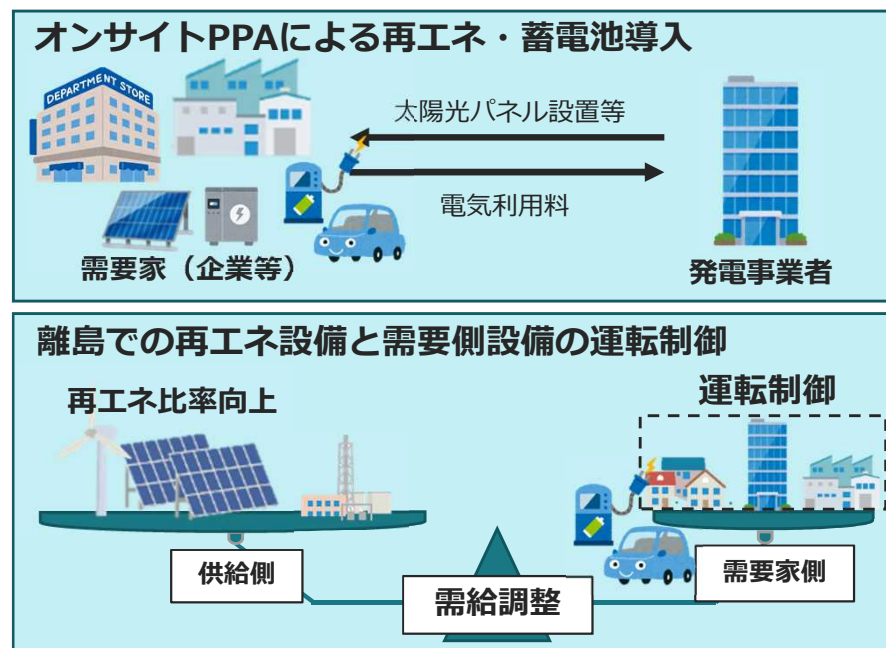 オンサイトPPAによる再エネ・蓄電池導入
DEPARTMENT STORE
太陽光パネル設置等
電気利用料
需要家（企業等）
発電事業者
離島での再エネ設備と需要側設備の運転制御
再エネ比率向上
運転制御
供給側
需要家側
需給調整